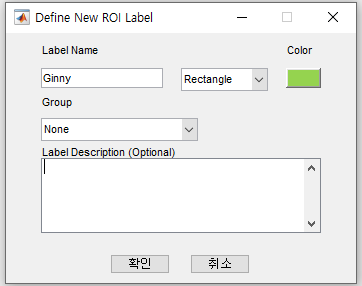 Define New ROI Label
Label Name
Color
Ginny
Rectangle
Group
None
Label Description (Optional)
확인
취소